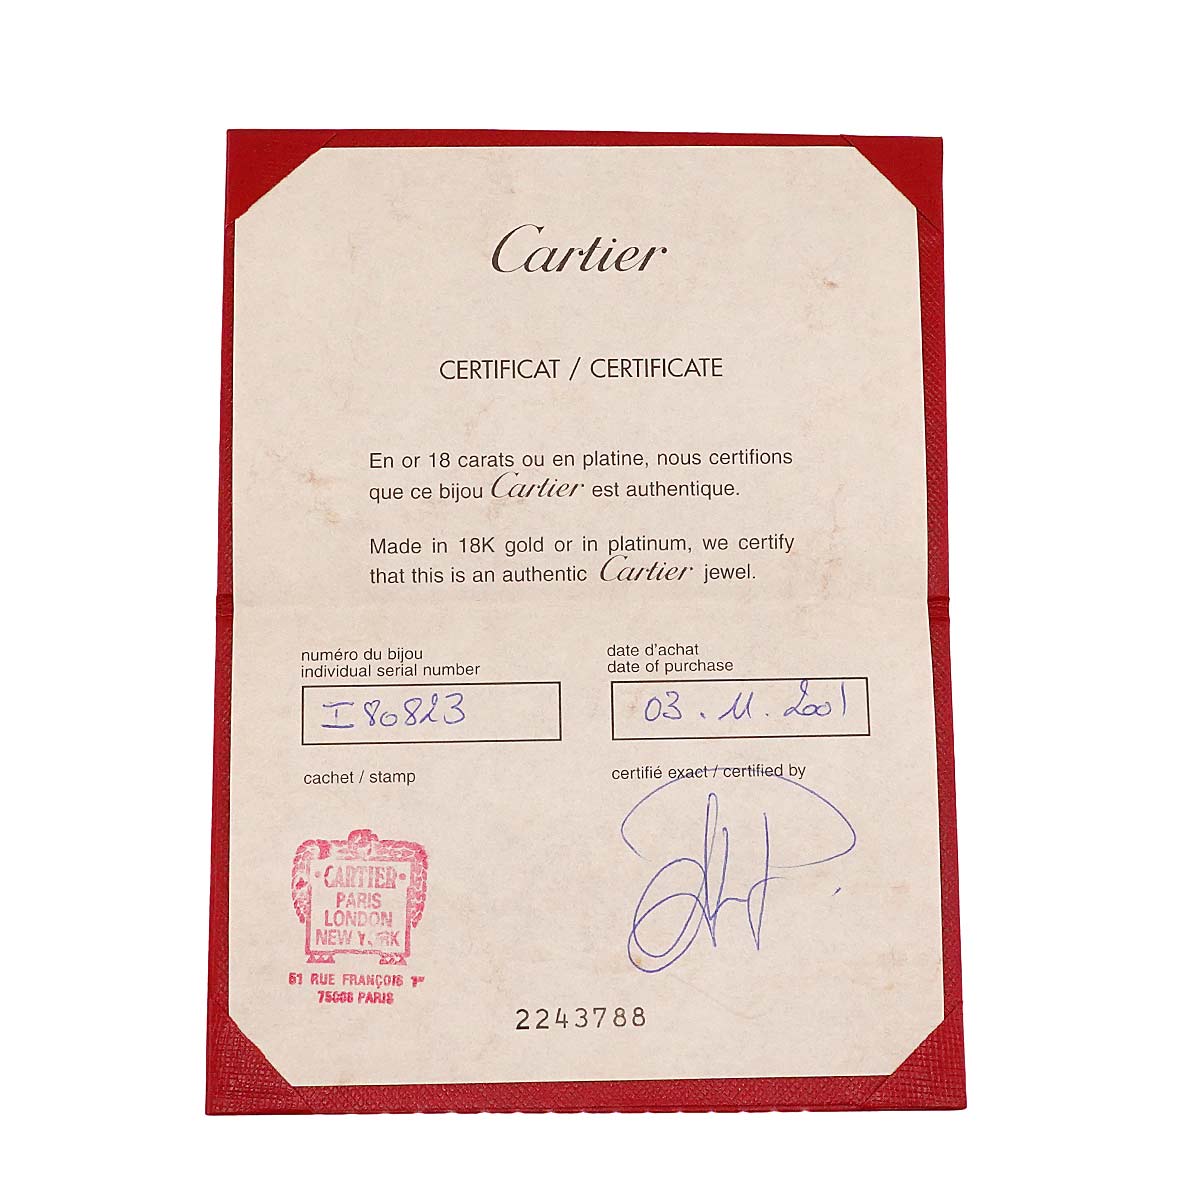 Cartier
CERTIFICAT / CERTIFICATE
En or 18 carats ou en platine, nous certifions
que ce bijou Cartier est authentique.
Made in 18K gold or in platinum, we certify
that this is an authentic Cartier jewel.
numéro du bijou
individual serial number
I 80823
date d'achat
date of purchase
03 . 11 . 2001
cachet / stamp
certifié exact / certified by
·CARTIER·
PARIS
LONDON
NEW Y RK
51 RUE FRANÇOIS 1er
75008 PARIS
2243788